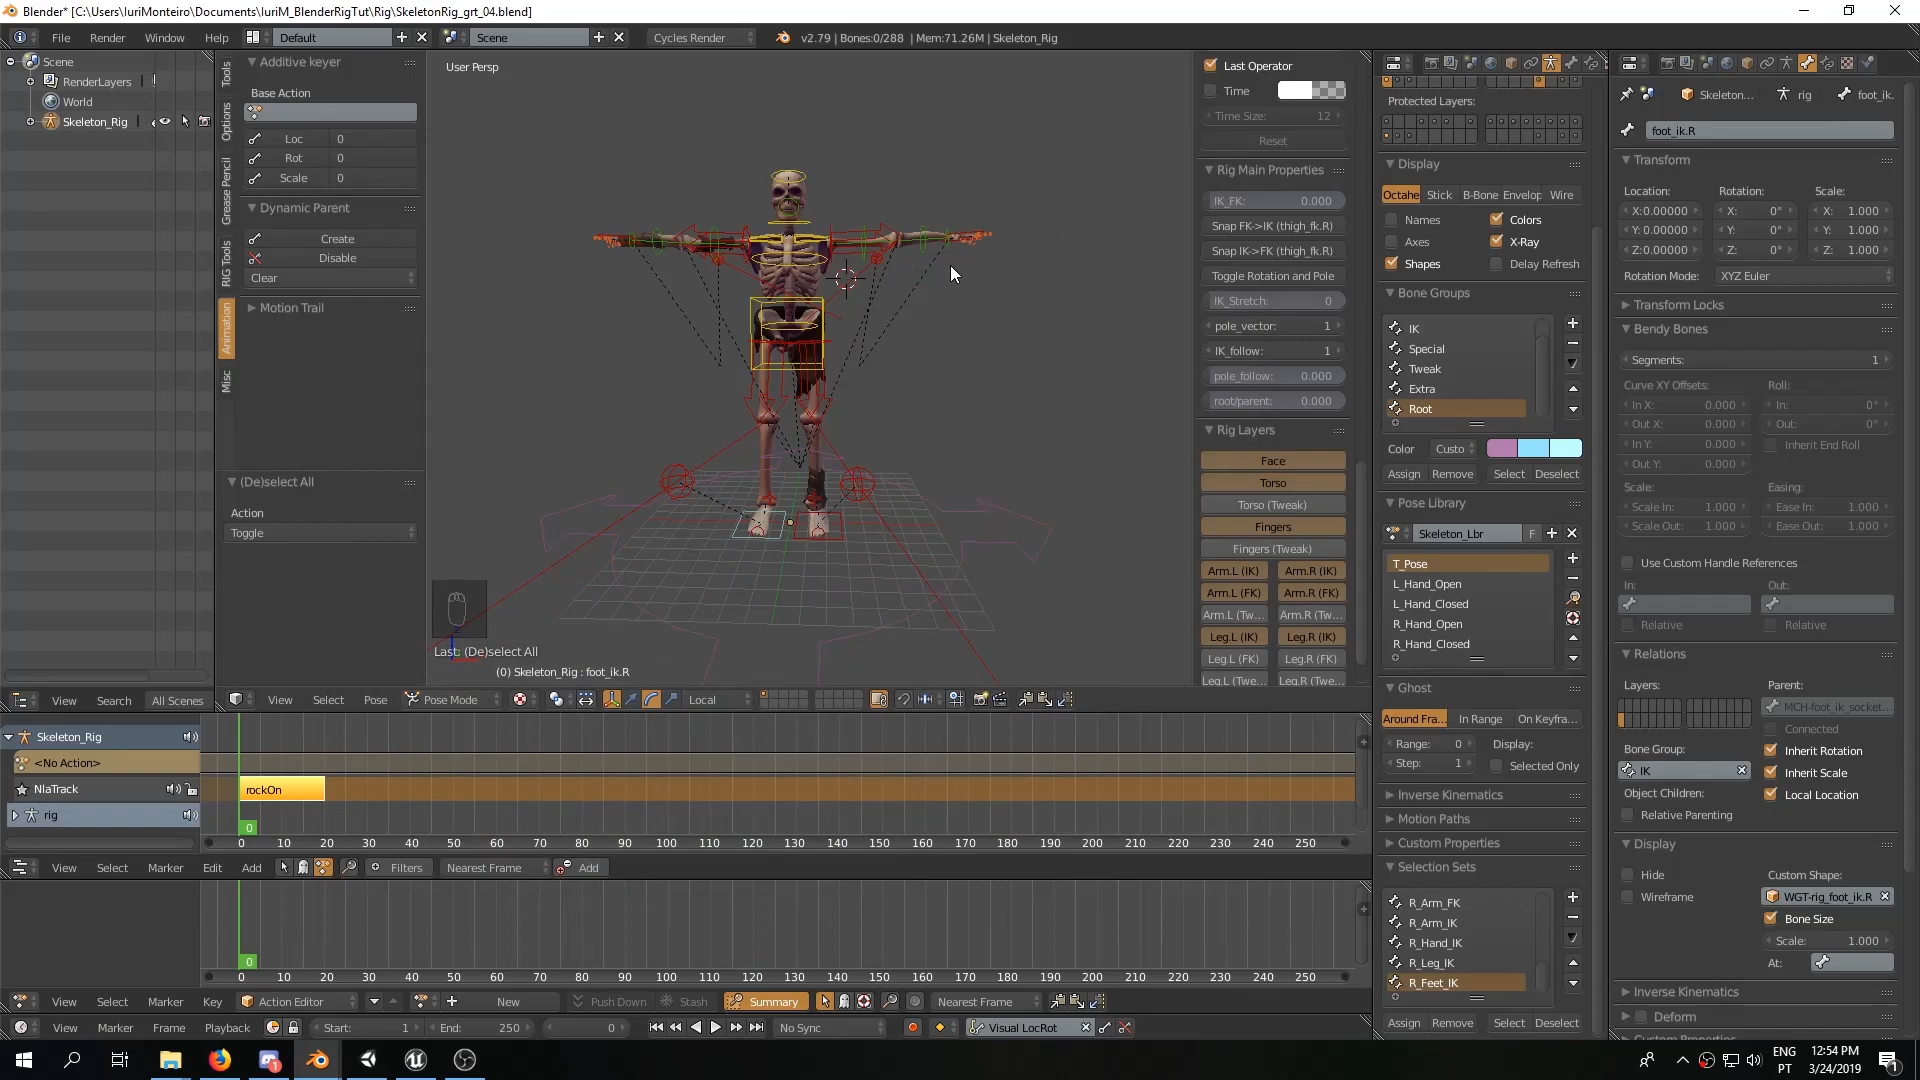 Blender* [C:\Users\IuriMonteiro\Documents\IuriM_BlenderRigTut\Rig\SkeletonRig_grt_04.blend]
File Render Window Help Default Scene Cycles Render v2.79 | Bones:0/288 | Mem:71.26M | Skeleton_Rig
Scene
RenderLayers
World
Skeleton_Rig
View Search All Scenes
Tools
Options
Grease Pencil
RIG Tools
Animation
Misc
Additive keyer
Base Action
Loc 0
Rot 0
Scale 0
Dynamic Parent
Create
Disable
Clear
Motion Trail
(De)select All
Action
Toggle
User Persp
Last: (De)select All
(0) Skeleton_Rig : foot_ik.R
View Select Pose Pose Mode Local
Last Operator
Time
Time Size: 12
Reset
Rig Main Properties
IK_FK: 0.000
Snap FK->IK (thigh_fk.R)
Snap IK->FK (thigh_fk.R)
Toggle Rotation and Pole
IK_Stretch: 0
pole_vector: 1
IK_follow: 1
pole_follow: 0.000
root/parent: 0.000
Rig Layers
Face
Torso
Torso (Tweak)
Fingers
Fingers (Tweak)
Arm.L (IK) Arm.R (IK)
Arm.L (FK) Arm.R (FK)
Arm.L (Tw... Arm.R (Tw...
Leg.L (IK) Leg.R (IK)
Leg.L (FK) Leg.R (FK)
Leg.L (Twe... Leg.R (Twe...
Protected Layers:
Display
Octahe Stick B-Bone Envelop Wire
Names Colors
Axes X-Ray
Shapes Delay Refresh
Bone Groups
IK
Special
Tweak
Extra
Root
Color Custo
Assign Remove Select Deselect
Pose Library
Skeleton_Lbr F
T_Pose
L_Hand_Open
L_Hand_Closed
R_Hand_Open
R_Hand_Closed
Ghost
Around Fra... In Range On Keyfra...
Range: 0 Display:
Step: 1 Selected Only
Inverse Kinematics
Motion Paths
Custom Properties
Selection Sets
R_Arm_FK
R_Arm_IK
R_Hand_IK
R_Leg_IK
R_Feet_IK
Assign Remove Select Deselect
Skeleton... rig foot_ik.
foot_ik.R
Transform
Location: Rotation: Scale:
X:0.00000 X: 0° X: 1.000
Y: 0.00000 Y: 0° Y: 1.000
Z:0.00000 Z: 0° Z: 1.000
Rotation Mode: XYZ Euler
Transform Locks
Bendy Bones
Segments: 1
Curve XY Offsets: Roll:
In X: 0.000 In: 0°
Out X: 0.000 Out: 0°
In Y: 0.000 Inherit End Roll
Out Y: 0.000
Scale: Easing:
Scale In: 1.000 Ease In: 1.000
Scale Out: 1.000 Ease Out: 1.000
Use Custom Handle References
In: Out:
Relative Relative
Relations
Layers: Parent:
MCH-foot_ik_socket...
Connected
Bone Group: Inherit Rotation
IK Inherit Scale
Object Children: Local Location
Relative Parenting
Display
Hide Custom Shape:
Wireframe WGT-rig_foot_ik.R
Bone Size
Scale: 1.000
At:
Inverse Kinematics
Deform
Custom Properties
Skeleton_Rig
<No Action>
NlaTrack rockOn
rig
0
0 10 20 30 40 50 60 70 80 90 100 110 120 130 140 150 160 170 180 190 200 210 220 230 240 250
View Select Marker Edit Add Filters Nearest Frame Add
0
0 10 20 30 40 50 60 70 80 90 100 110 120 130 140 150 160 170 180 190 200 210 220 230 240 250
View Select Marker Key Action Editor New Push Down Stash Summary Nearest Frame
View Marker Frame Playback Start: 1 End: 250 0 No Sync Visual LocRot
ENG 12:54 PM
PT 3/24/2019
1
1